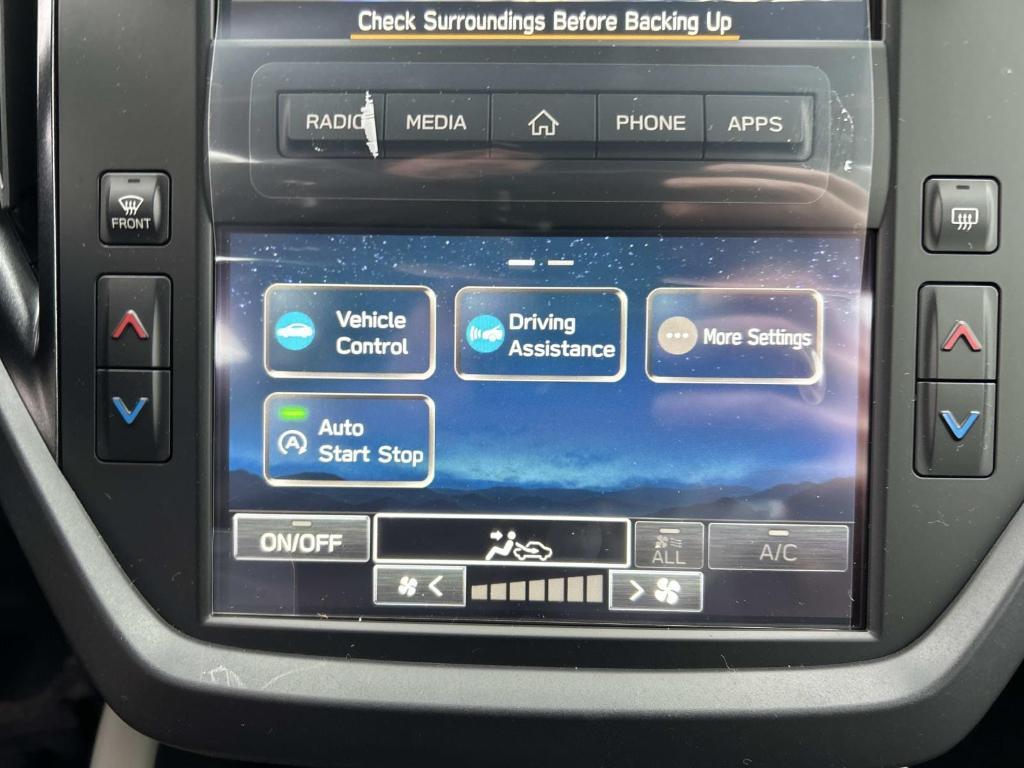 Check Surroundings Before Backing Up
RADIO MEDIA PHONE APPS
FRONT
Vehicle
Control
Driving
Assistance
More Settings
A Auto
Start Stop
ON/OFF
ALL
A/C